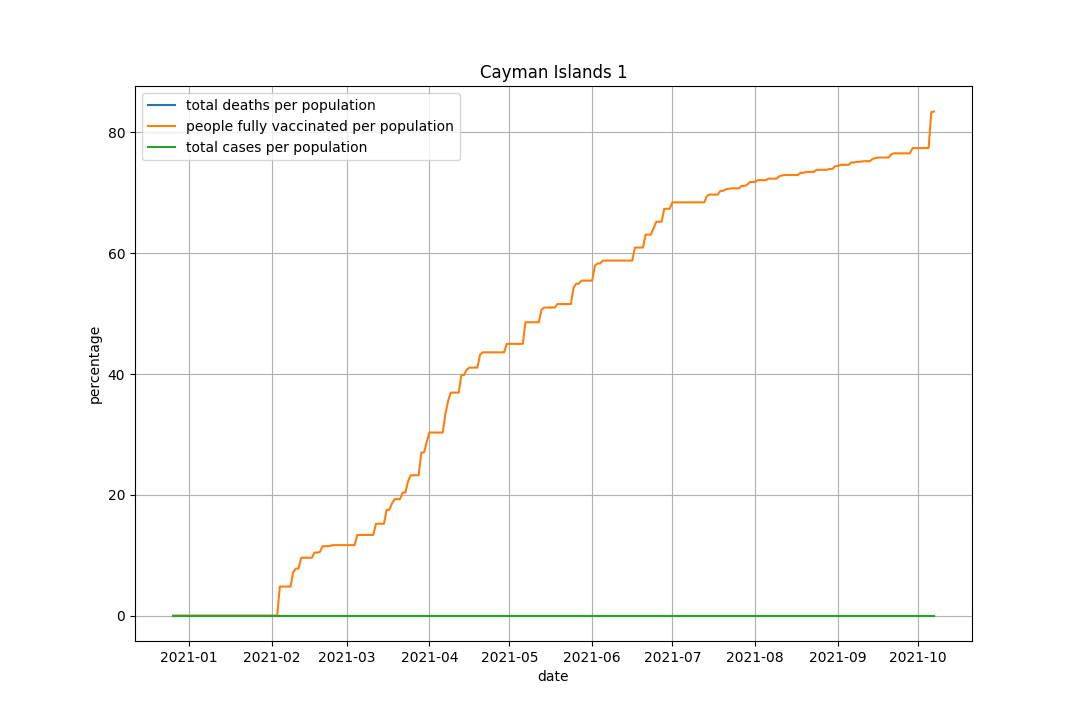 Cayman Islands 1
total deaths per population
people fully vaccinated per population
total cases per population
80
60
40
20
0
percentage
2021-01 2021-02 2021-03 2021-04 2021-05 2021-06 2021-07 2021-08 2021-09 2021-10
date